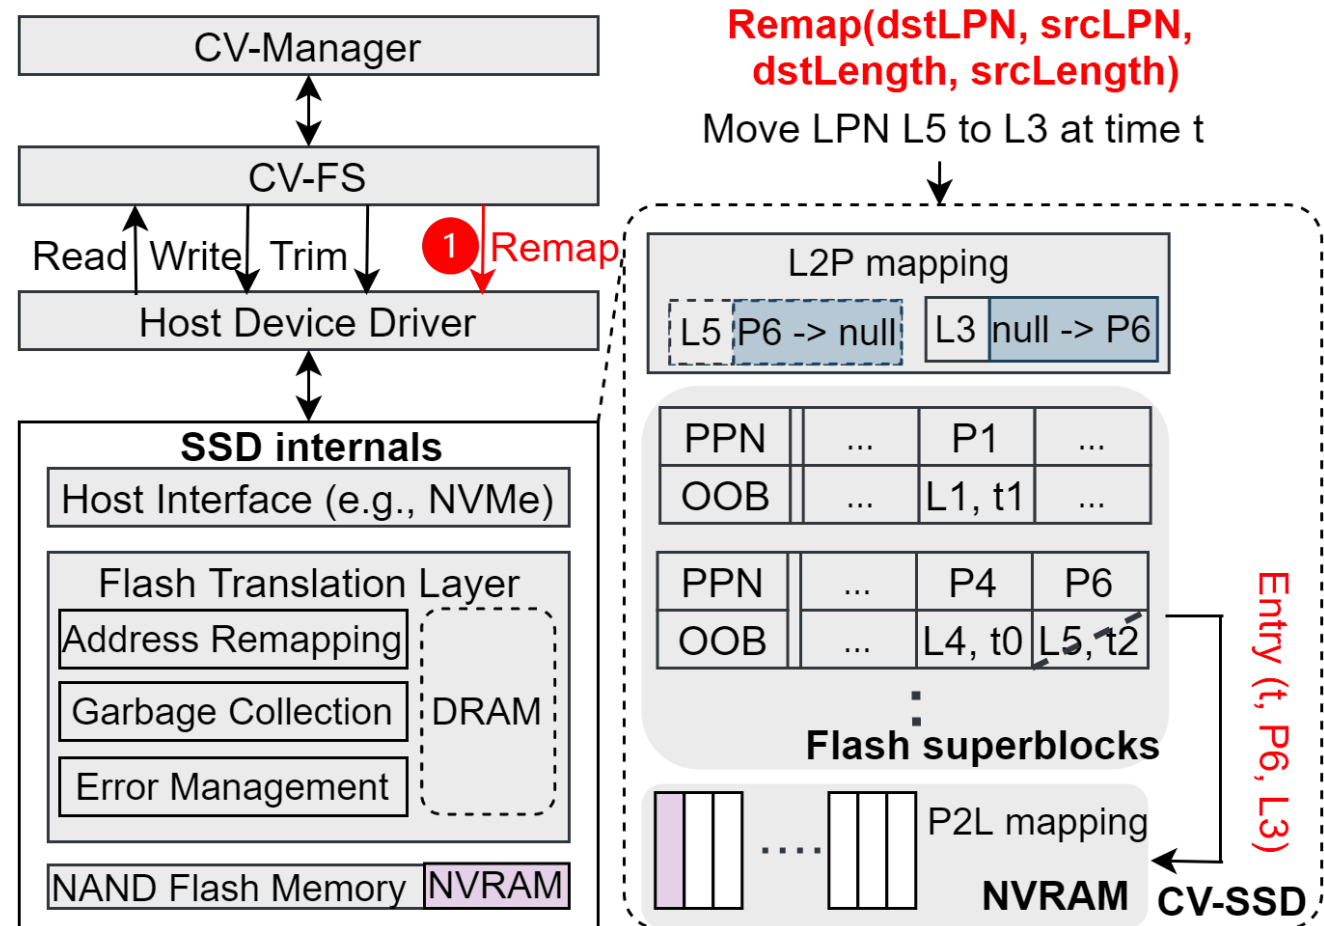 CV-Manager
CV-FS
Read Write Trim 1 Remap
Host Device Driver
SSD internals
Host Interface (e.g., NVMe)
Flash Translation Layer
Address Remapping
Garbage Collection
Error Management
DRAM
NAND Flash Memory NVRAM
Remap(dstLPN, srcLPN,
dstLength, srcLength)
Move LPN L5 to L3 at time t
L2P mapping
L5 P6 -> null L3 null -> P6
PPN ... P1 ...
OOB ... L1, t1 ...
PPN ... P4 P6
OOB ... L4, t0 L5, t2
Flash superblocks
Entry (t, P6, L3)
P2L mapping
NVRAM
CV-SSD